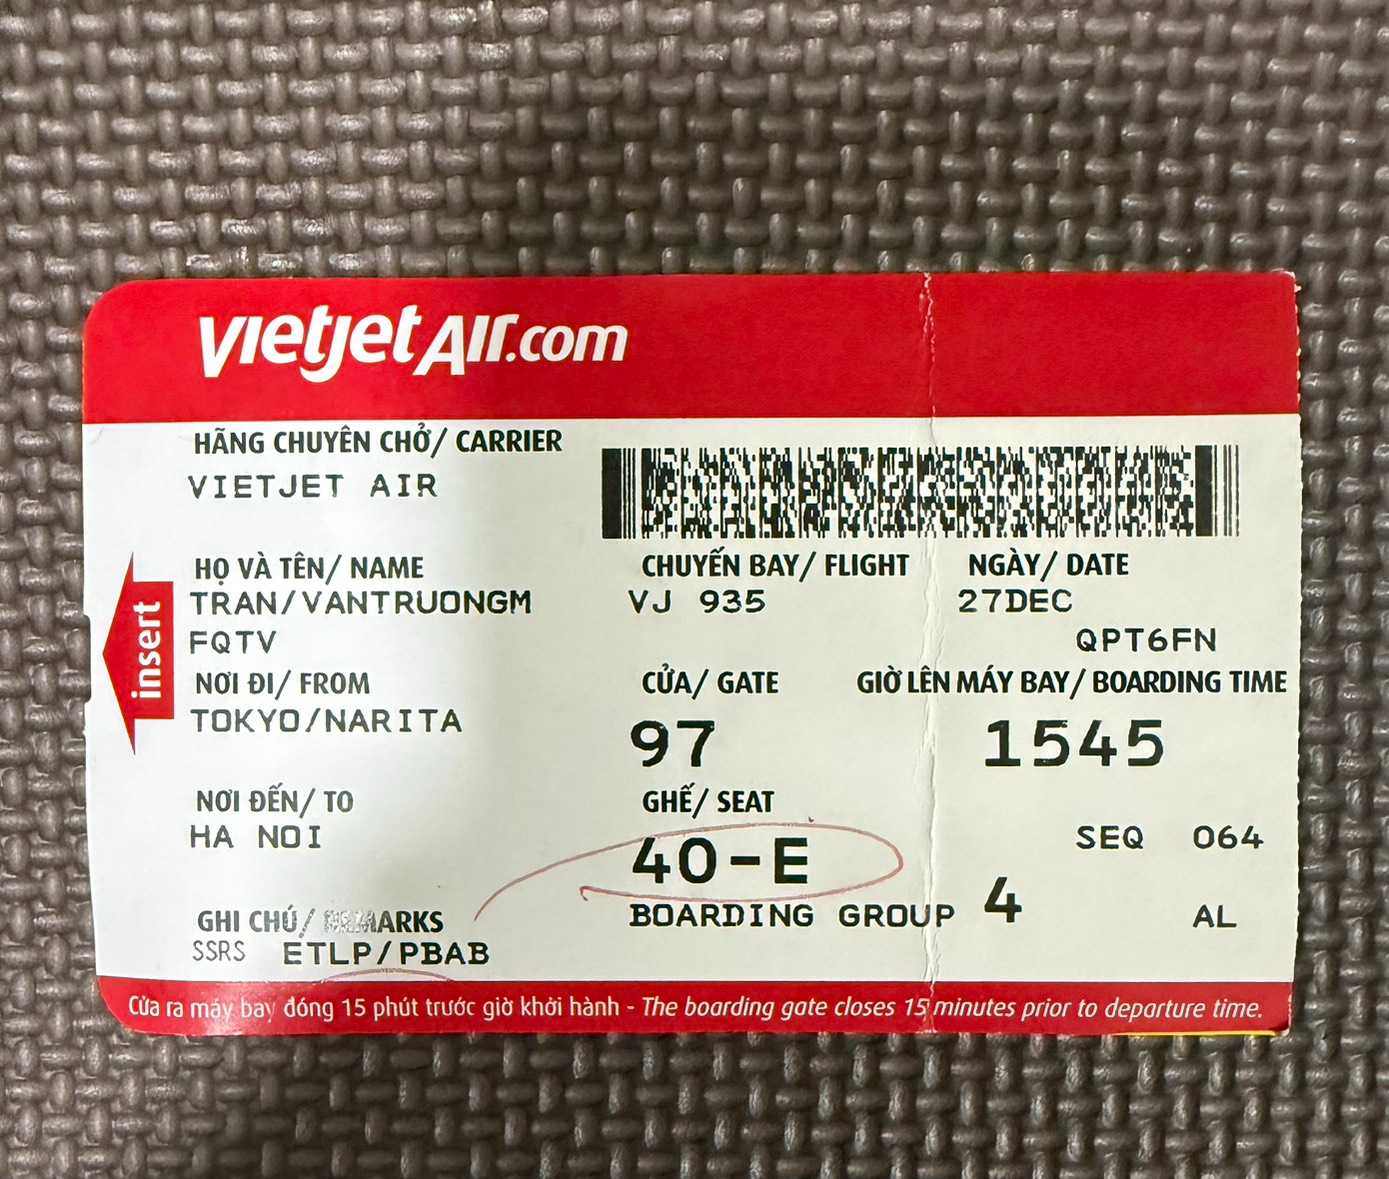 vietjetAir.com
HÃNG CHUYÊN CHỞ/ CARRIER
VIETJET AIR
HỌ VÀ TÊN/ NAME
TRAN/VANTRUONGM
FQTV
CHUYẾN BAY/ FLIGHT
VJ 935
NGÀY/ DATE
27DEC
QPT6FN
insert
NƠI ĐI/ FROM
TOKYO/NARITA
CỬA/ GATE
97
GIỜ LÊN MÁY BAY/ BOARDING TIME
1545
NƠI ĐẾN/ TO
HA NOI
GHẾ/ SEAT
40-E
SEQ 064
BOARDING GROUP 4
AL
GHI CHÚ/ REMARKS
SSRS ETLP/PBAB
Cửa ra máy bay đóng 15 phút trước giờ khởi hành - The boarding gate closes 15 minutes prior to departure time.